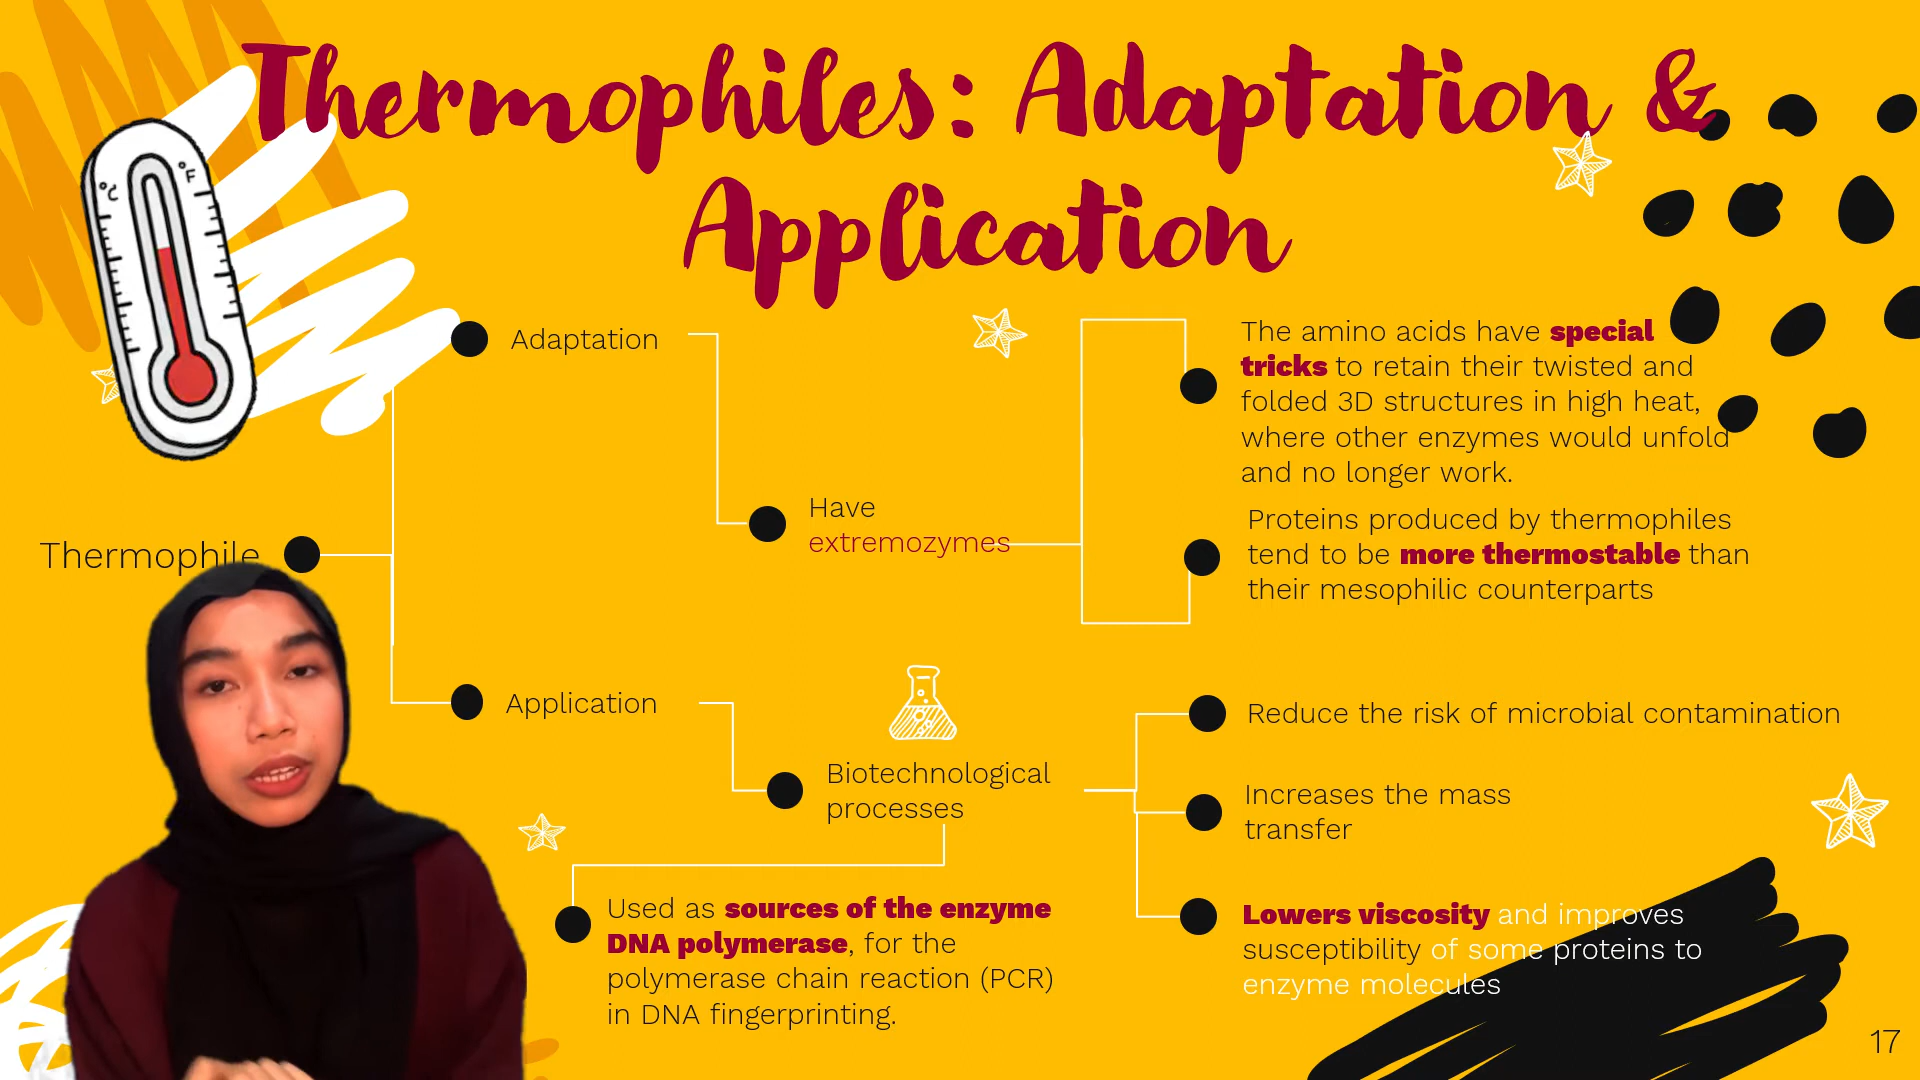 Thermophiles: Adaptation &
Application
°C
°F
Adaptation
The amino acids have special
tricks to retain their twisted and
folded 3D structures in high heat,
where other enzymes would unfold
and no longer work.
Have
extremozymes
Proteins produced by thermophiles
tend to be more thermostable than
their mesophilic counterparts
Thermophile
Application
Biotechnological
processes
Reduce the risk of microbial contamination
Increases the mass
transfer
Lowers viscosity and improves
susceptibility of some proteins to
enzyme molecules
Used as sources of the enzyme
DNA polymerase, for the
polymerase chain reaction (PCR)
in DNA fingerprinting.
17